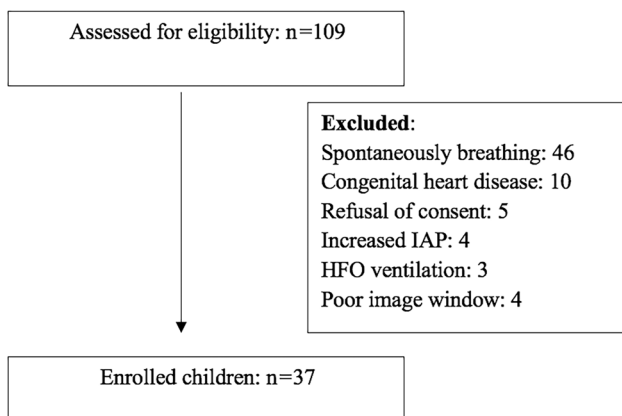 Assessed for eligibility: n=109
Excluded:
Spontaneously breathing: 46
Congenital heart disease: 10
Refusal of consent: 5
Increased IAP: 4
HFO ventilation: 3
Poor image window: 4
Enrolled children: n=37